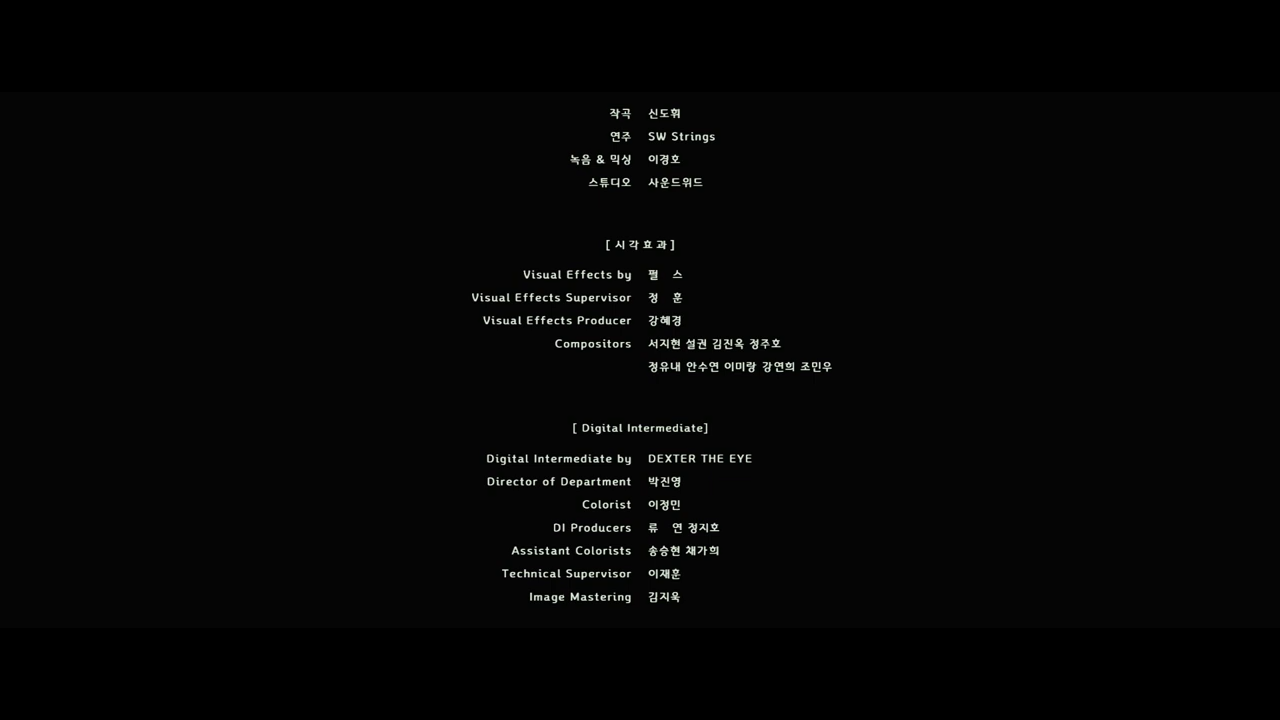 작곡 신도휘
연주 SW Strings
녹음 & 믹싱 이경호
스튜디오 사운드위드
[ 시 각 효 과 ]
Visual Effects by 펄 스
Visual Effects Supervisor 정 훈
Visual Effects Producer 강혜경
Compositors 서지현 설권 김진옥 정주호
정유내 안수연 이미랑 강연희 조민우
[ Digital Intermediate]
Digital Intermediate by DEXTER THE EYE
Director of Department 박진영
Colorist 이정민
DI Producers 류 연 정지호
Assistant Colorists 송승현 채가희
Technical Supervisor 이재훈
Image Mastering 김지욱